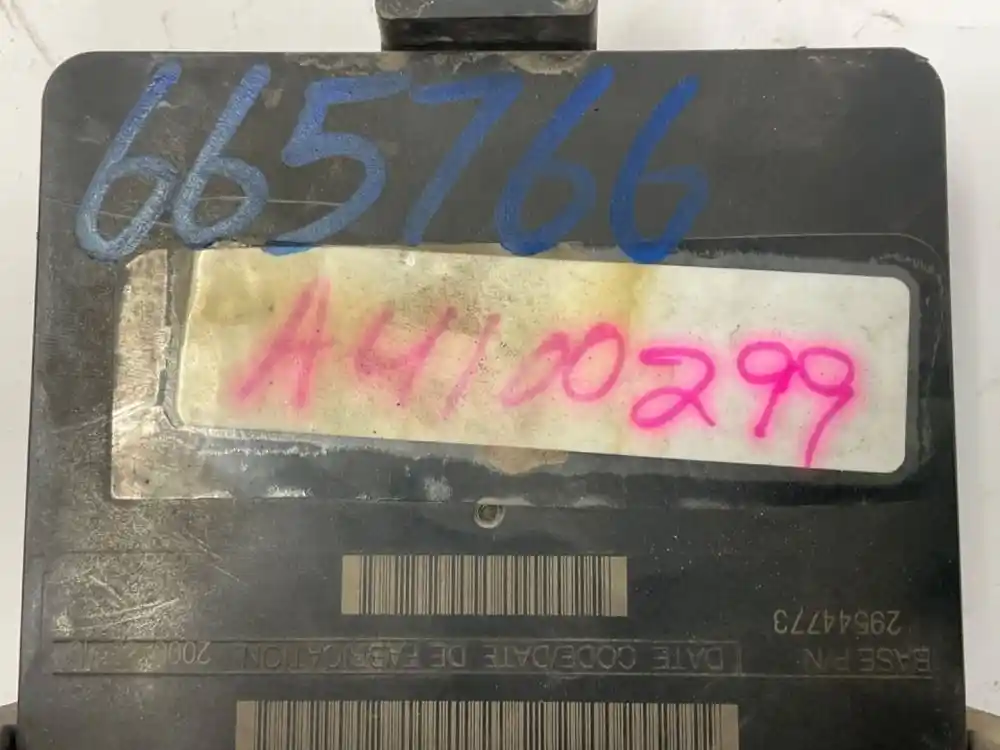 665766
A4100299
29544773
BASE P/N
DATE CODE/DATE DE FABRICATION